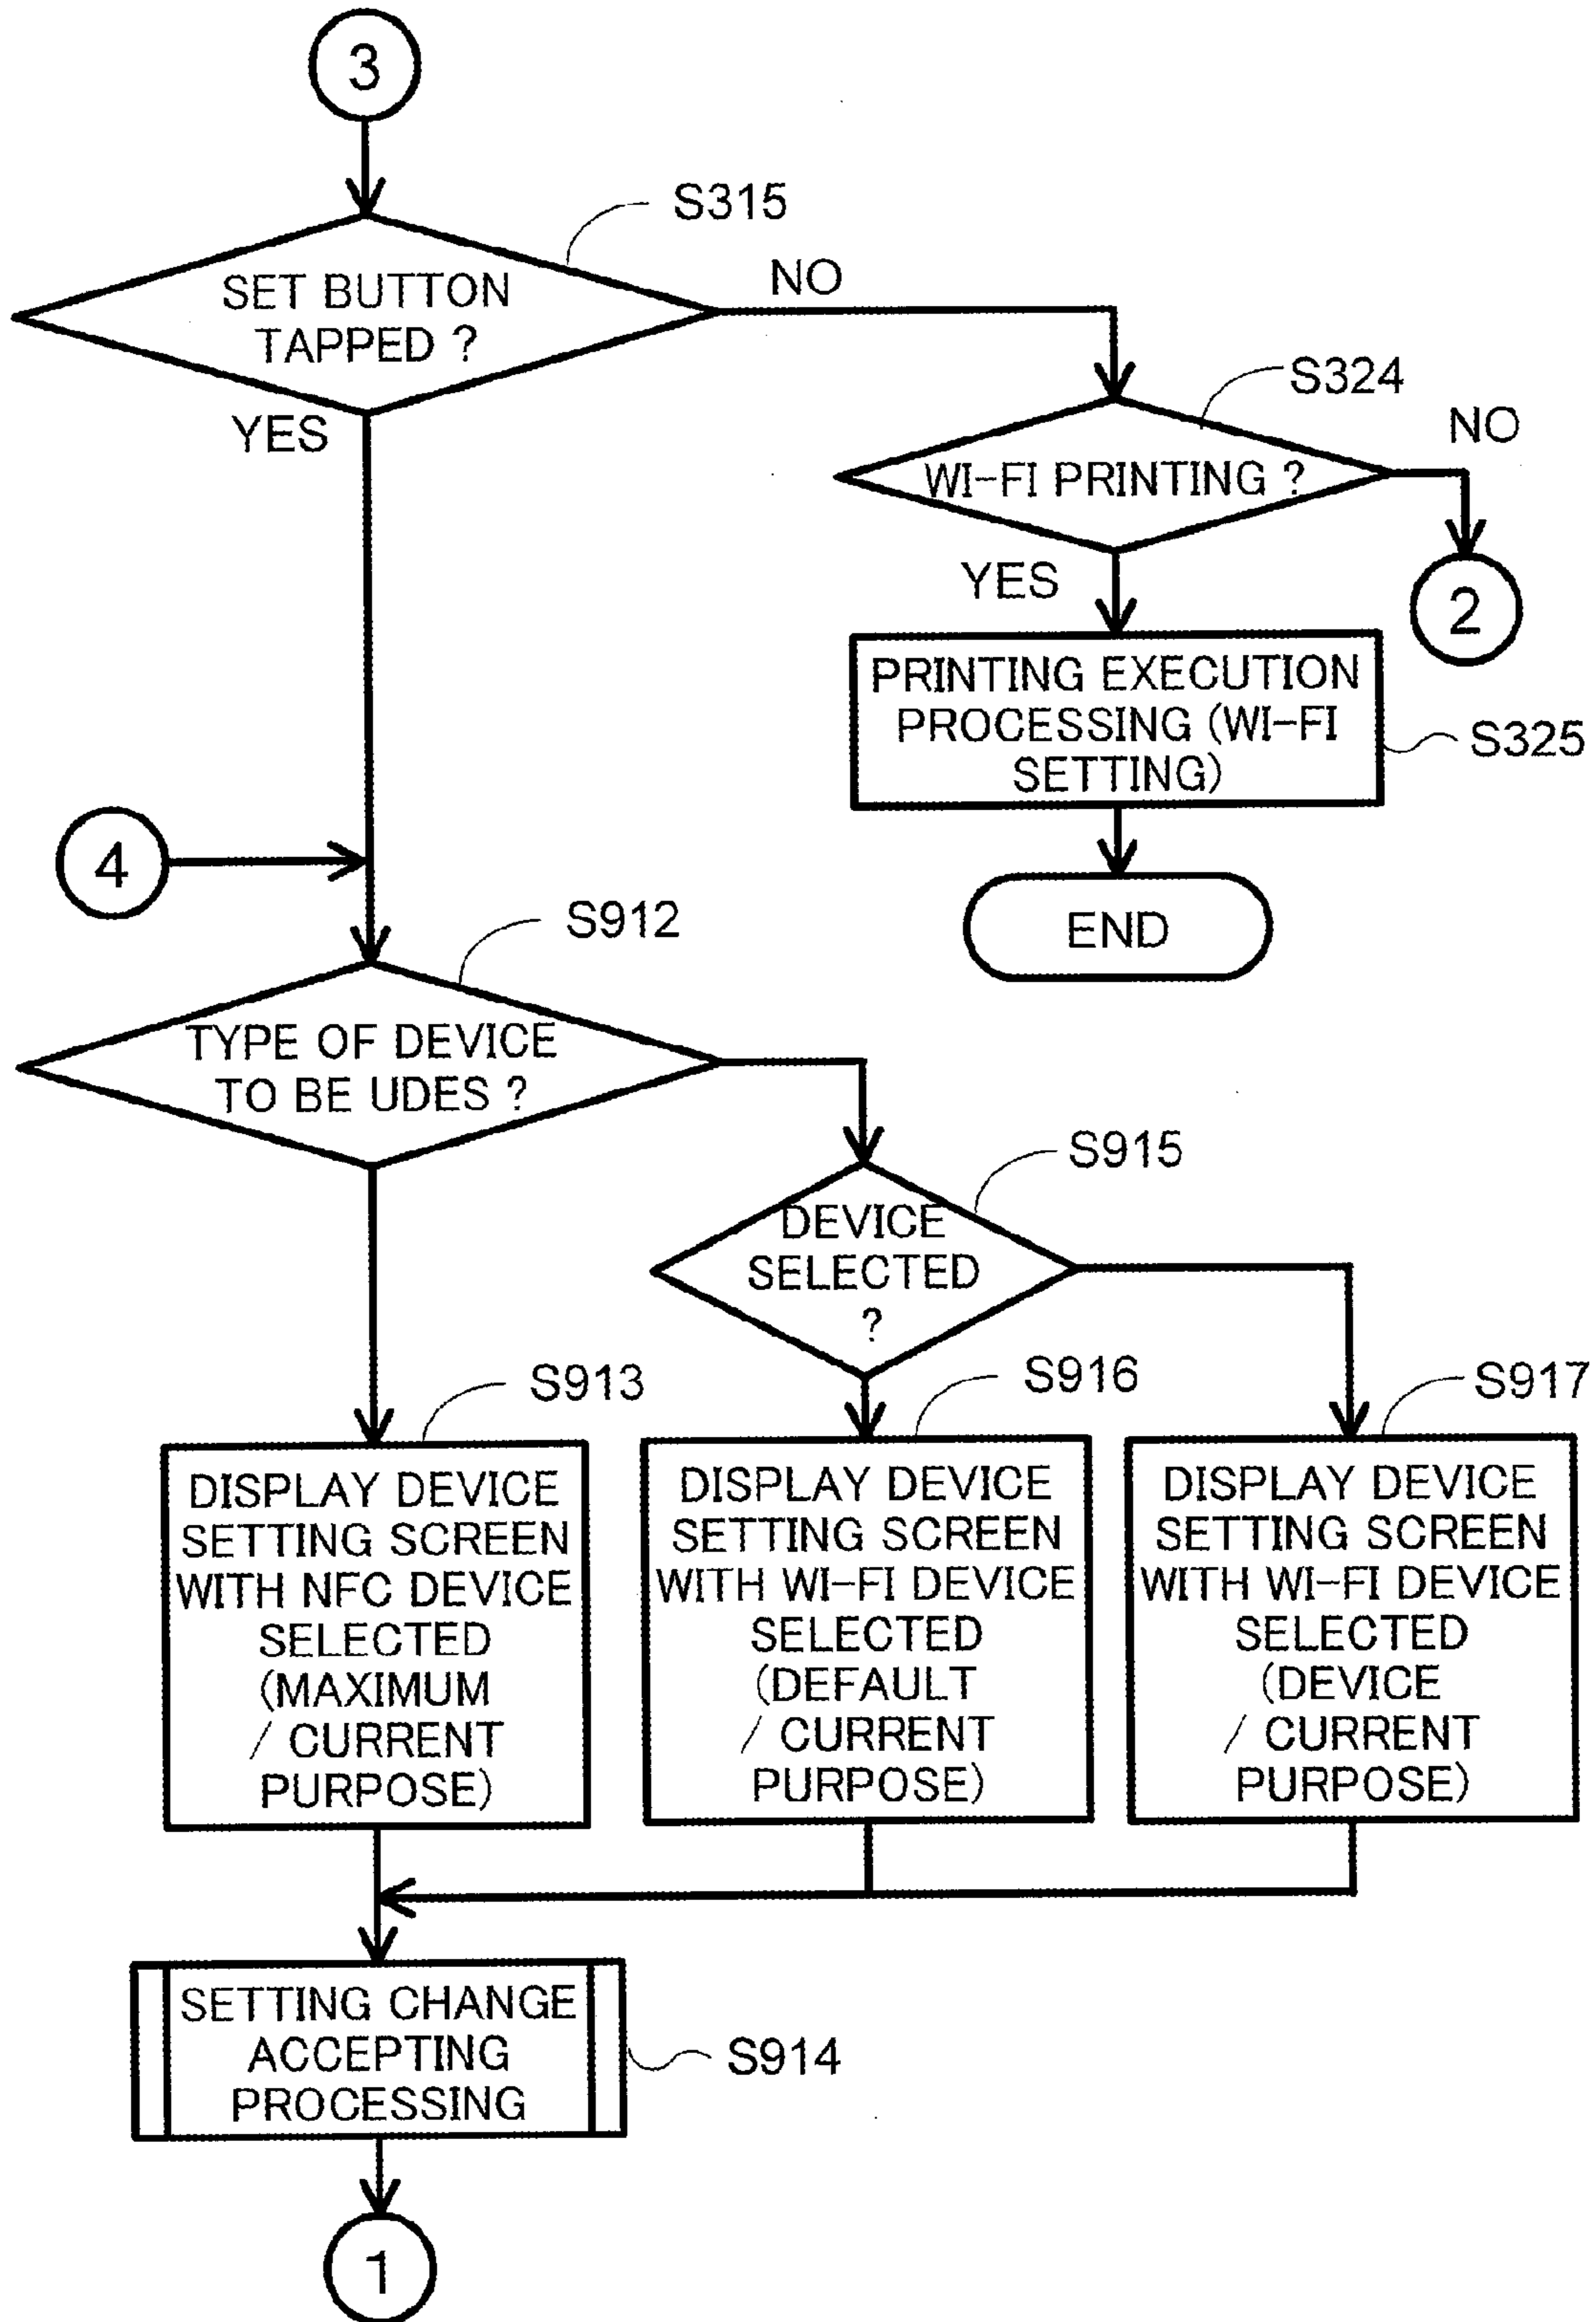 3
S315
SET BUTTON
TAPPED ?
NO
YES
S324
WI-FI PRINTING ?
NO
YES
2
PRINTING EXECUTION
PROCESSING (WI-FI
SETTING)
S325
END
4
S912
TYPE OF DEVICE
TO BE UDES ?
S915
DEVICE
SELECTED
?
S913
DISPLAY DEVICE
SETTING SCREEN
WITH NFC DEVICE
SELECTED
(MAXIMUM
/ CURRENT
PURPOSE)
S916
DISPLAY DEVICE
SETTING SCREEN
WITH WI-FI DEVICE
SELECTED
(DEFAULT
/ CURRENT
PURPOSE)
S917
DISPLAY DEVICE
SETTING SCREEN
WITH WI-FI DEVICE
SELECTED
(DEVICE
/ CURRENT
PURPOSE)
SETTING CHANGE
ACCEPTING
PROCESSING
S914
1